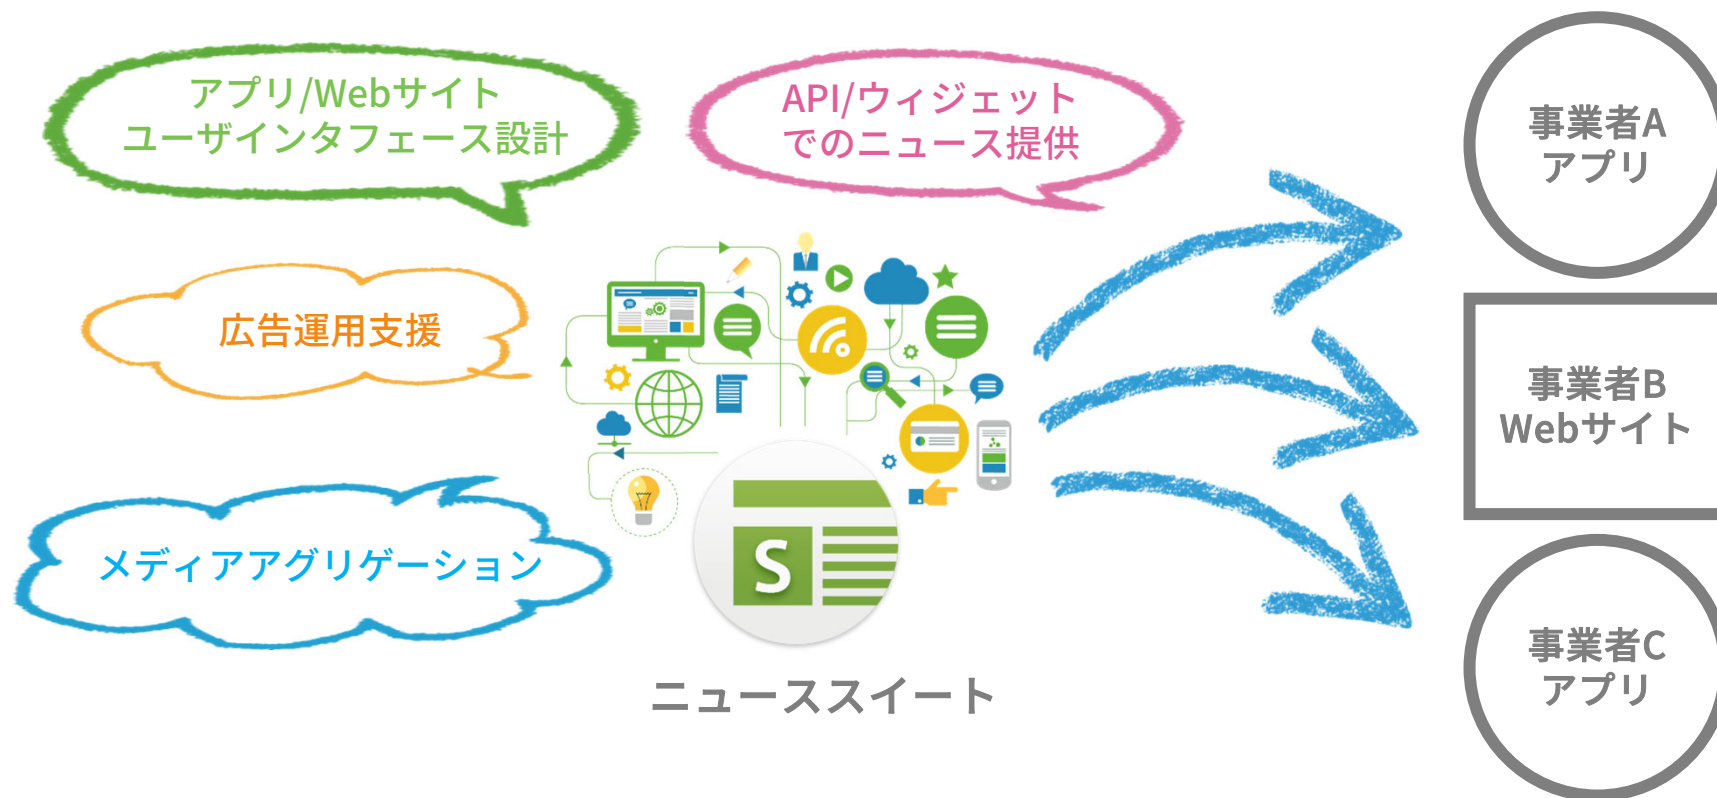 アプリ/Webサイト
ユーザインタフェース設計
API/ウィジェット
でのニュース提供
広告運用支援
メディアアグリゲーション
S
ニューススイート
事業者A
アプリ
事業者B
Webサイト
事業者C
アプリ